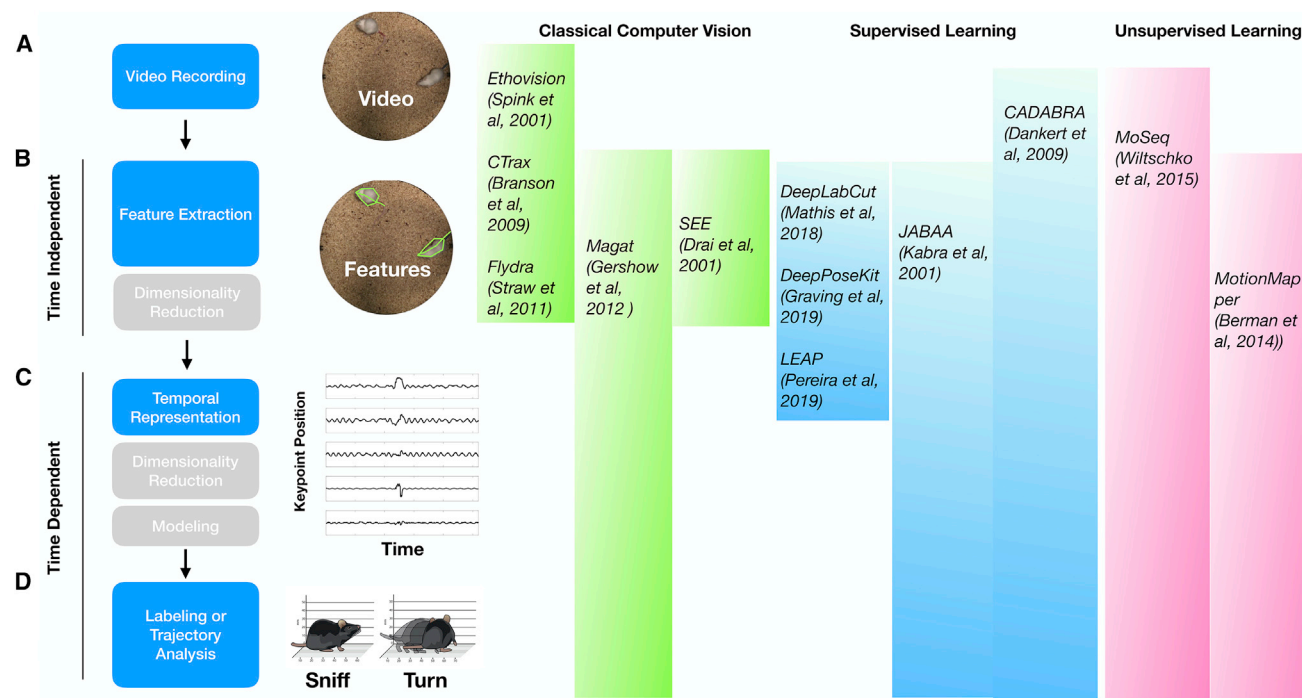 A
Video Recording
B
Feature Extraction
Dimensionality
Reduction
Time Independent
C
Temporal
Representation
Dimensionality
Reduction
Modeling
Time Dependent
D
Labeling or
Trajectory
Analysis
Video
Features
Keypoint Position
Time
Sniff
Turn
Classical Computer Vision
Ethovision
(Spink et
al, 2001)
CTrax
(Branson
et al,
2009)
Flydra
(Straw et
al, 2011)
Magat
(Gershow
et al,
2012 )
SEE
(Drai et al,
2001)
Supervised Learning
DeepLabCut
(Mathis et al,
2018)
DeepPoseKit
(Graving et al,
2019)
LEAP
(Pereira et al,
2019)
JABAA
(Kabra et al,
2001)
CADABRA
(Dankert et
al, 2009)
Unsupervised Learning
MoSeq
(Wiltschko
et al, 2015)
MotionMap
per
(Berman et
al, 2014))